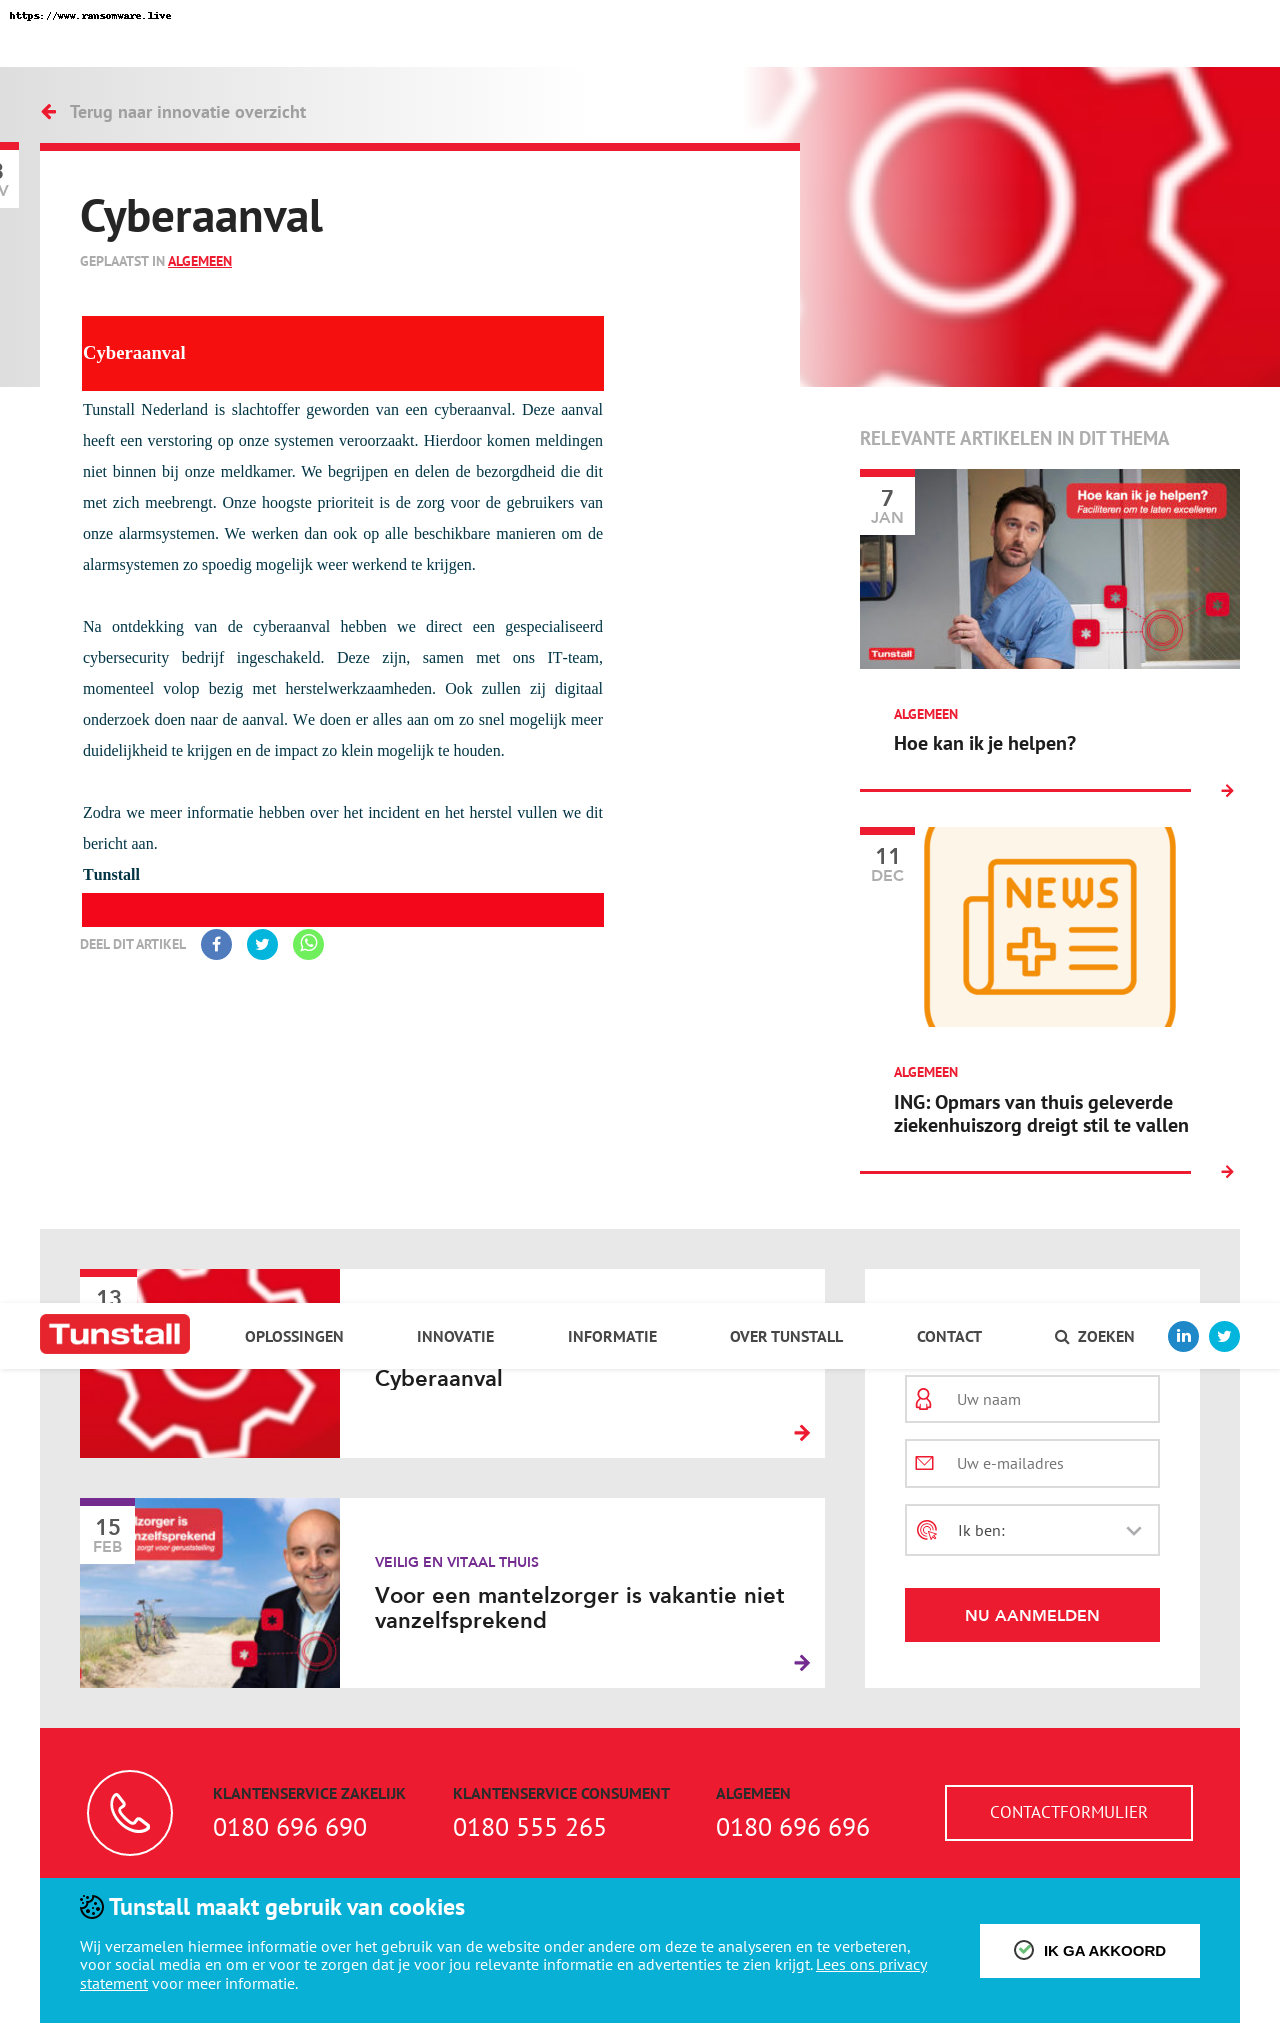 https://www.ransomware.live
Terug naar innovatie overzicht
Cyberaanval
GEPLAATST IN ALGEMEEN
Cyberaanval
Tunstall Nederland is slachtoffer geworden van een cyberaanval. Deze aanval
heeft een verstoring op onze systemen veroorzaakt. Hierdoor komen meldingen
niet binnen bij onze meldkamer. We begrijpen en delen de bezorgdheid die dit
met zich meebrengt. Onze hoogste prioriteit is de zorg voor de gebruikers van
onze alarmsystemen. We werken dan ook op alle beschikbare manieren om de
alarmsystemen zo spoedig mogelijk weer werkend te krijgen.
Na ontdekking van de cyberaanval hebben we direct een gespecialiseerd
cybersecurity bedrijf ingeschakeld. Deze zijn, samen met ons IT-team,
momenteel volop bezig met herstelwerkzaamheden. Ook zullen zij digitaal
onderzoek doen naar de aanval. We doen er alles aan om zo snel mogelijk meer
duidelijkheid te krijgen en de impact zo klein mogelijk te houden.
Zodra we meer informatie hebben over het incident en het herstel vullen we dit
bericht aan.
Tunstall
DEEL DIT ARTIKEL
RELEVANTE ARTIKELEN IN DIT THEMA
7
JAN
Hoe kan ik je helpen?
Faciliteren om te laten excelleren
Tunstall
ALGEMEEN
Hoe kan ik je helpen?
11
DEC
NEWS
ALGEMEEN
ING: Opmars van thuis geleverde
ziekenhuiszorg dreigt stil te vallen
13
Tunstall
OPLOSSINGEN
INNOVATIE
INFORMATIE
OVER TUNSTALL
CONTACT
ZOEKEN
in
Cyberaanval
Uw naam
Uw e-mailadres
Ik ben:
NU AANMELDEN
15
FEB
VEILIG EN VITAAL THUIS
Voor een mantelzorger is vakantie niet
vanzelfsprekend
KLANTENSERVICE ZAKELIJK
0180 696 690
KLANTENSERVICE CONSUMENT
0180 555 265
ALGEMEEN
0180 696 696
CONTACTFORMULIER
Tunstall maakt gebruik van cookies
Wij verzamelen hiermee informatie over het gebruik van de website onder andere om deze te analyseren en te verbeteren,
voor social media en om er voor te zorgen dat je voor jou relevante informatie en advertenties te zien krijgt. Lees ons privacy
statement voor meer informatie.
IK GA AKKOORD